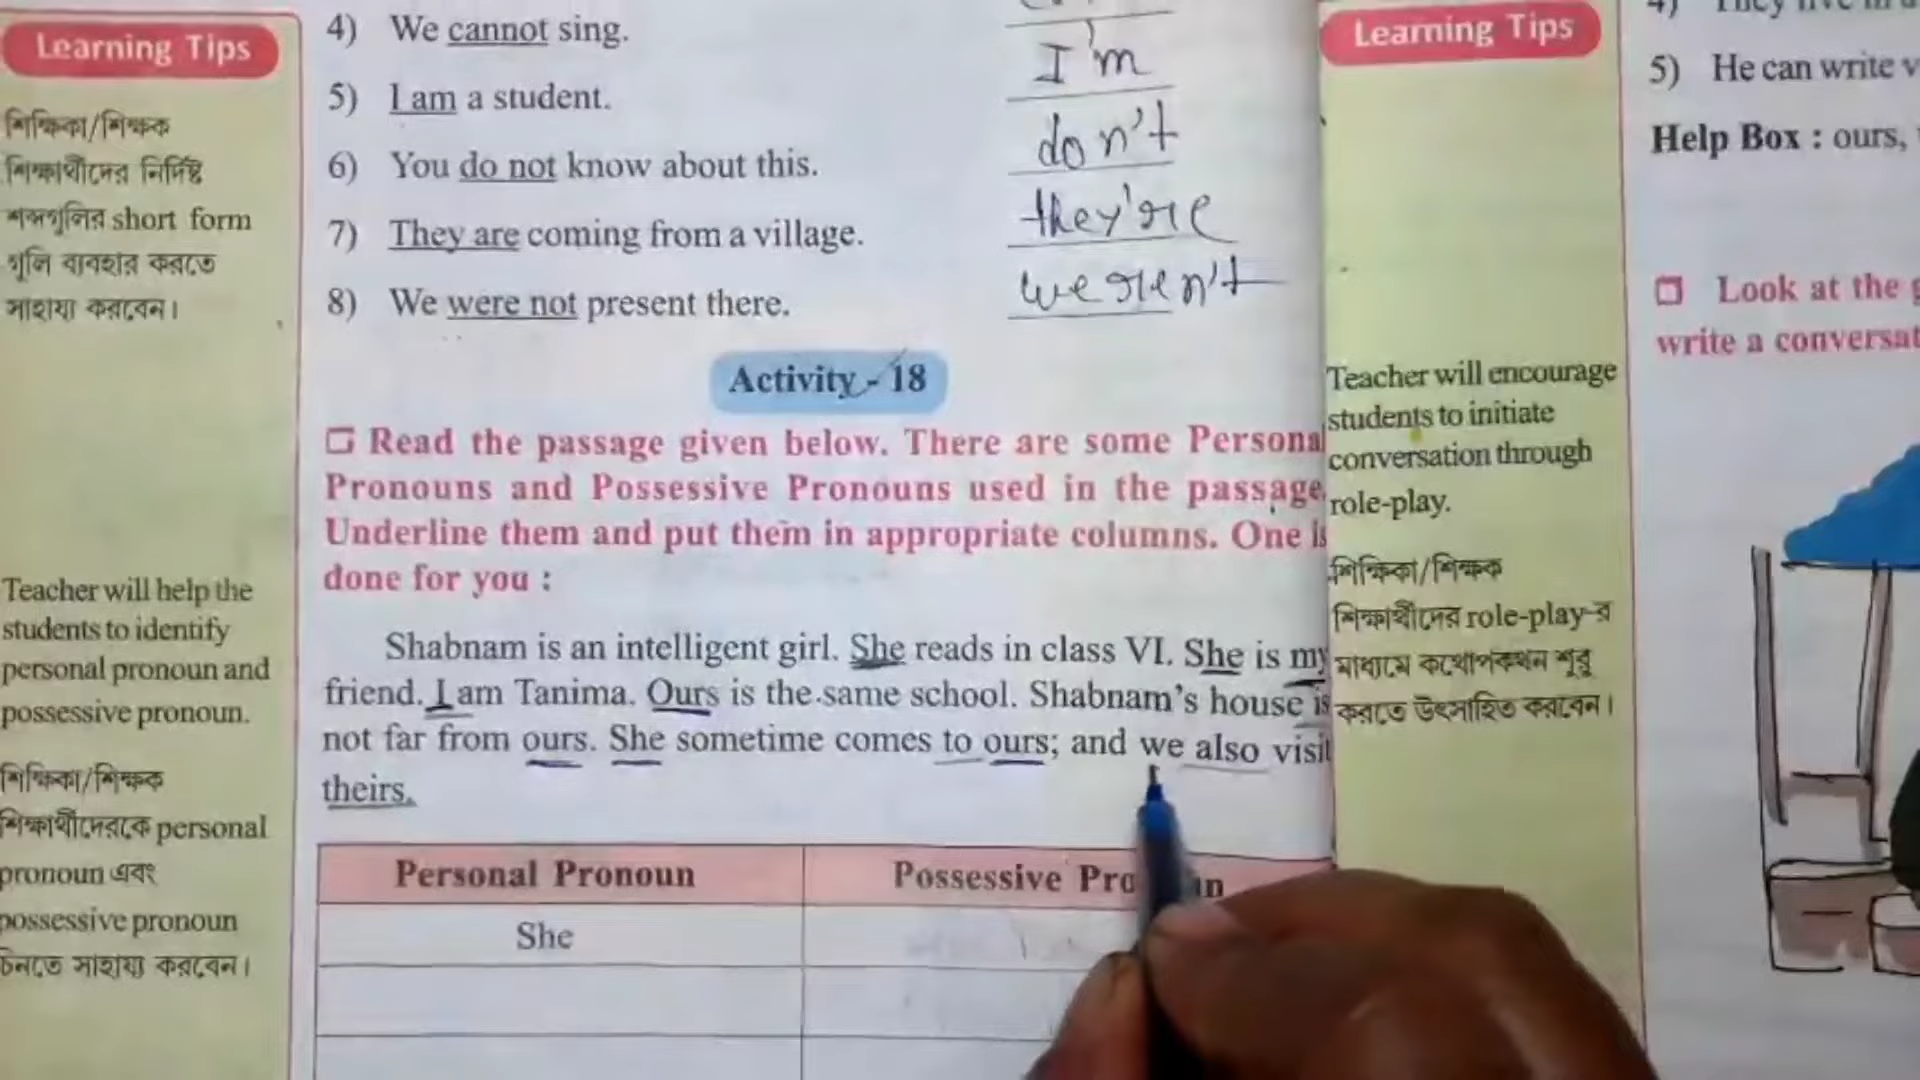 Learning Tips
শিক্ষিকা/শিক্ষক
শিক্ষার্থীদের নির্দিষ্ট
শব্দগুলির short form
গুলি ব্যবহার করতে
সাহায্য করবেন।
Teacher will help the
students to identify
personal pronoun and
possessive pronoun.
শিক্ষিকা/শিক্ষক
শিক্ষার্থীদেরকে personal
pronoun এবং
possessive pronoun
চিনতে সাহায্য করবেন।
4) We cannot sing.
5) I am a student. I'm
6) You do not know about this. don't
7) They are coming from a village. they're
8) We were not present there. weren't
Activity - 18
Read the passage given below. There are some Persona
Pronouns and Possessive Pronouns used in the passage.
Underline them and put them in appropriate columns. One is
done for you :
Shabnam is an intelligent girl. She reads in class VI. She is my
friend. I am Tanima. Ours is the same school. Shabnam's house is
not far from ours. She sometime comes to ours; and we also visit
theirs.
Personal Pronoun Possessive
She
Learning Tips
Teacher will encourage
students to initiate
conversation through
role-play.
শিক্ষিকা/শিক্ষক
শিক্ষার্থীদের role-play-র
মাধ্যমে কথোপকথন শুরু
করতে উৎসাহিত করবেন।
4) They live in
5) He can write
Help Box : ours,
Look at the
write a